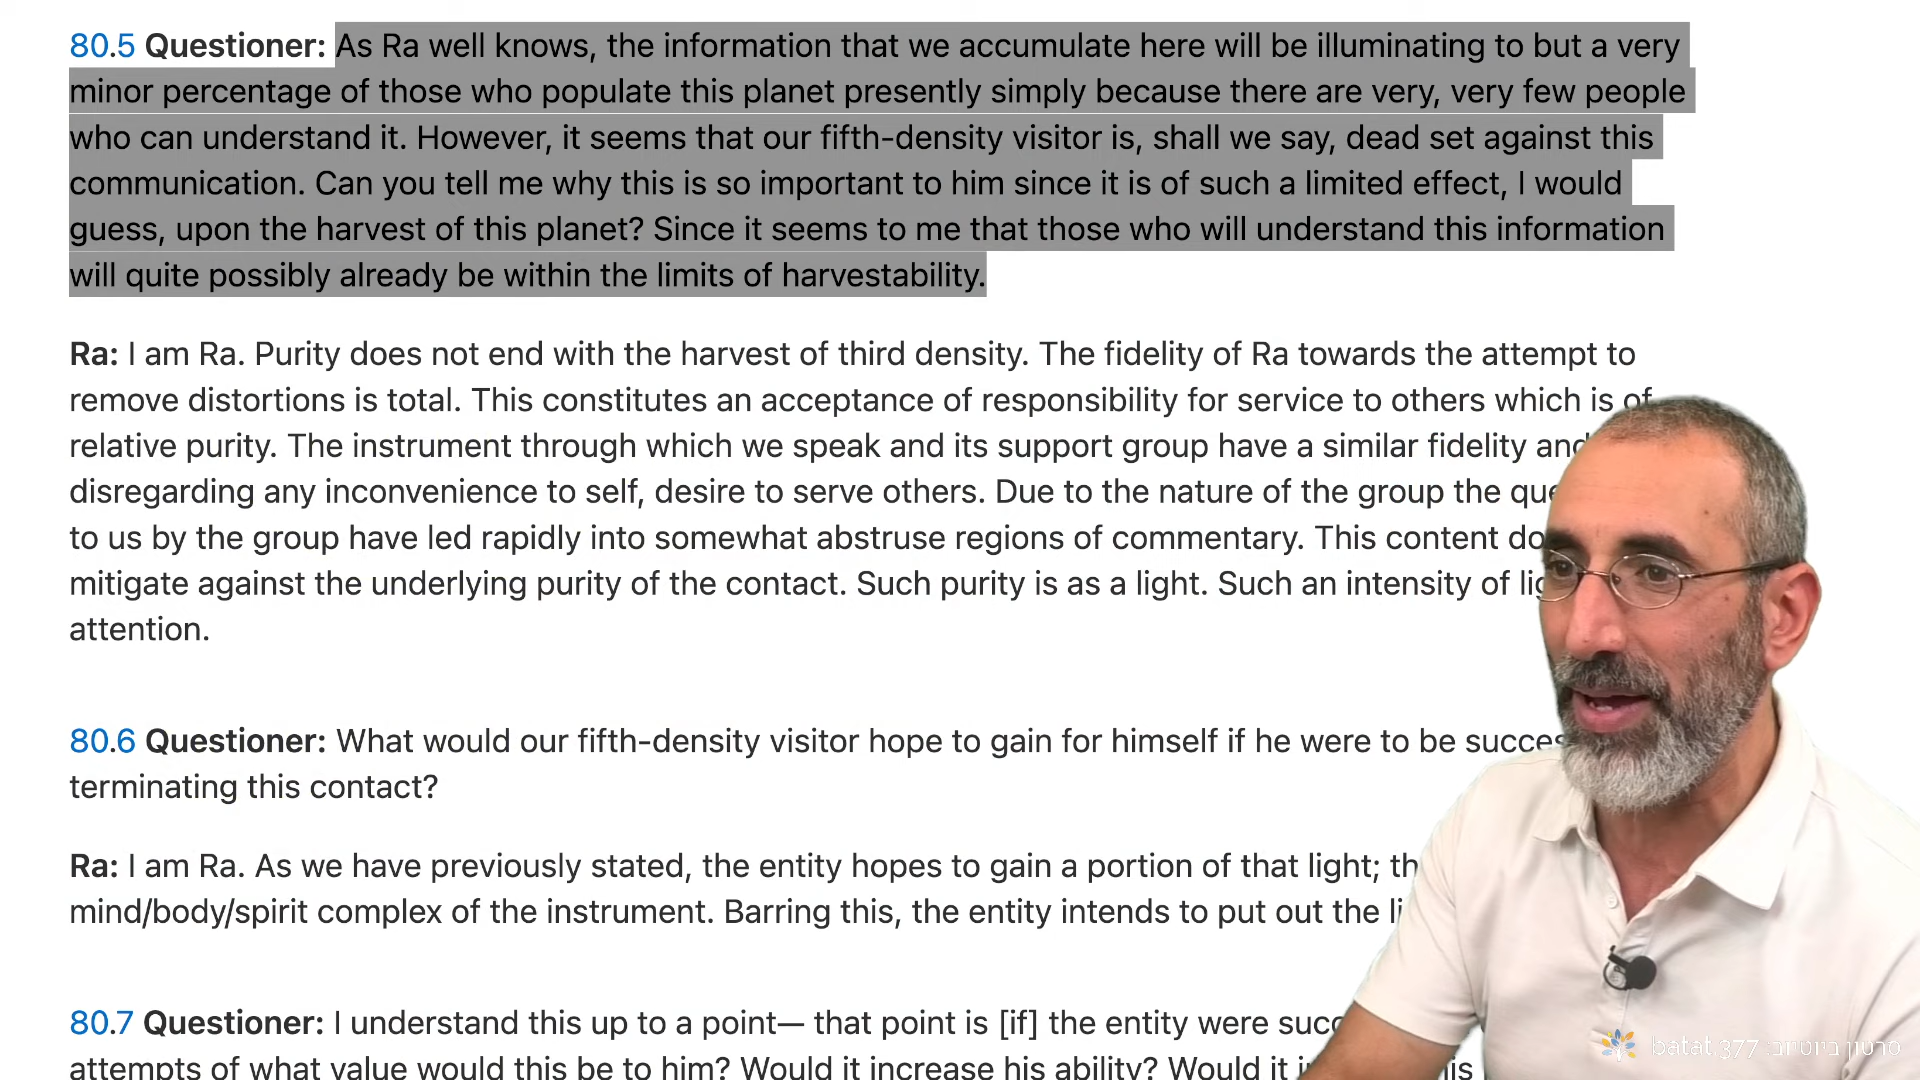 80.5 Questioner: As Ra well knows, the information that we accumulate here will be illuminating to but a very
minor percentage of those who populate this planet presently simply because there are very, very few people
who can understand it. However, it seems that our fifth-density visitor is, shall we say, dead set against this
communication. Can you tell me why this is so important to him since it is of such a limited effect, I would
guess, upon the harvest of this planet? Since it seems to me that those who will understand this information
will quite possibly already be within the limits of harvestability.
Ra: I am Ra. Purity does not end with the harvest of third density. The fidelity of Ra towards the attempt to
remove distortions is total. This constitutes an acceptance of responsibility for service to others which is of
relative purity. The instrument through which we speak and its support group have a similar fidelity and
disregarding any inconvenience to self, desire to serve others. Due to the nature of the group the
to us by the group have led rapidly into somewhat abstruse regions of commentary. This content
mitigate against the underlying purity of the contact. Such purity is as a light. Such an intensity of
attention.
80.6 Questioner: What would our fifth-density visitor hope to gain for himself if he were to be
terminating this contact?
Ra: I am Ra. As we have previously stated, the entity hopes to gain a portion of that light;
mind/body/spirit complex of the instrument. Barring this, the entity intends to put out the
80.7 Questioner: I understand this up to a point— that point is [if] the entity were
attempts of what value would this be to him? Would it increase his ability? Would it
סרטון ביוטיוב: batat.377